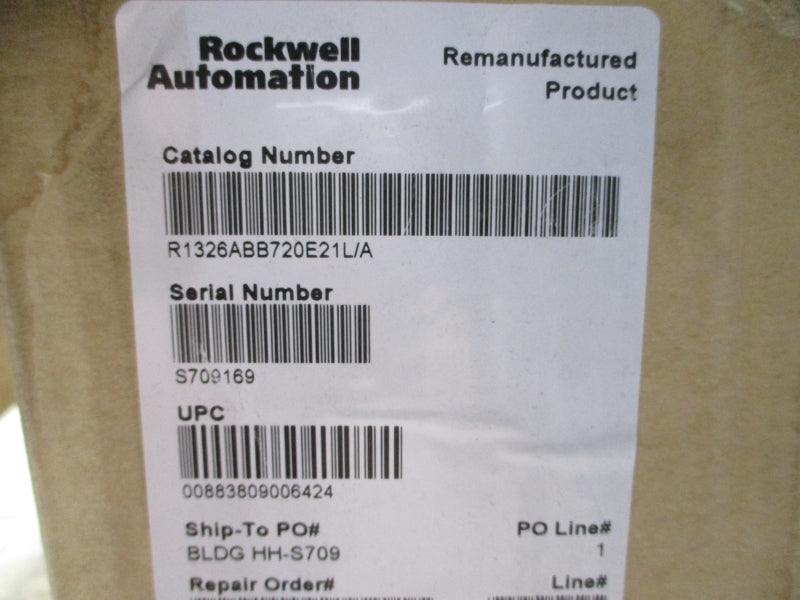 Rockwell
Automation
Remanufactured
Product
Catalog Number
R1326ABB720E21L/A
Serial Number
S709169
UPC
00883809006424
Ship-To PO# PO Line#
BLDG HH-S709 1
Repair Order# Line#